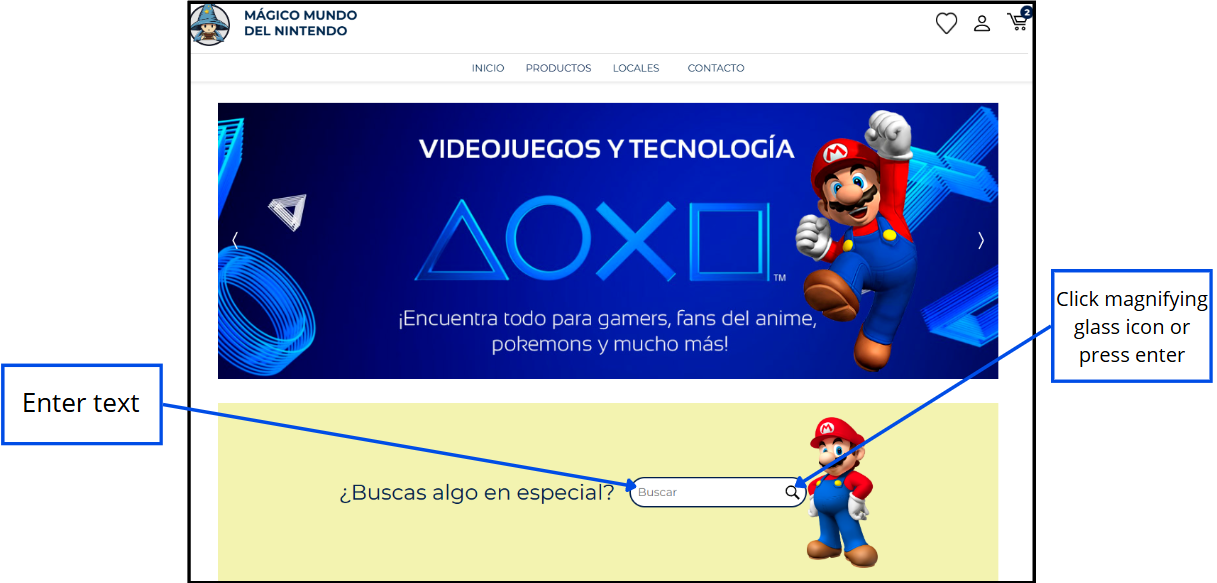 MÁGICO MUNDO
DEL NINTENDO
2
INICIO PRODUCTOS LOCALES CONTACTO
VIDEOJUEGOS Y TECNOLOGÍA
TM
¡Encuentra todo para gamers, fans del anime,
pokemons y mucho más!
Click magnifying
glass icon or
press enter
Enter text
¿Buscas algo en especial?
Buscar